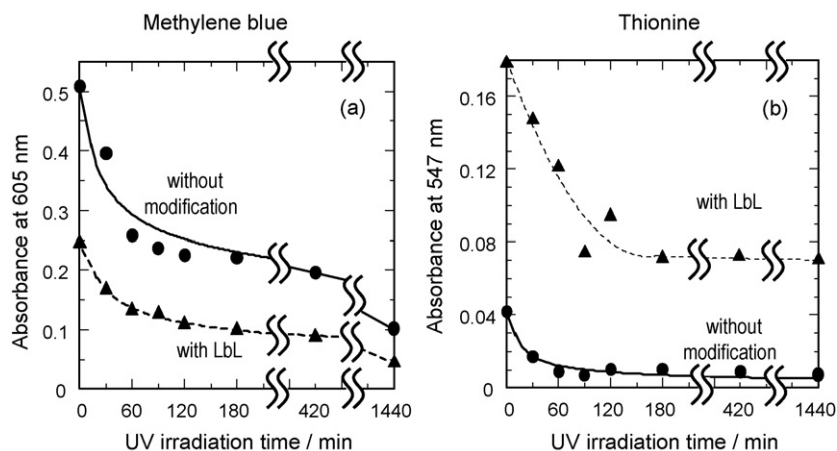 Methylene blue
Thionine
(a)
without
modification
with LbL
Absorbance at 605 nm
0.5
0.4
0.3
0.2
0.1
0
0 60 120 180 420 1440
UV irradiation time / min
(b)
with LbL
without
modification
Absorbance at 547 nm
0.16
0.12
0.08
0.04
0
0 60 120 180 420 1440
UV irradiation time / min